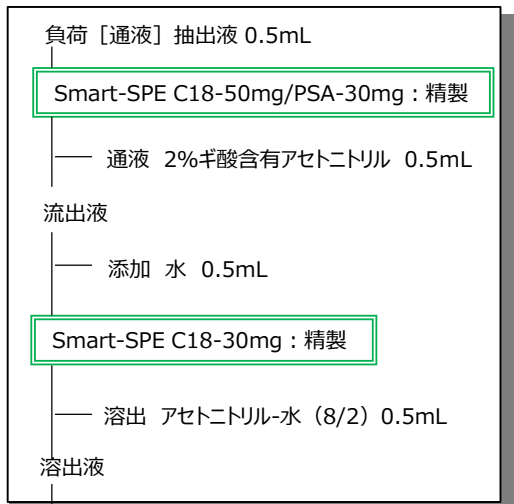 負荷［通液］抽出液 0.5mL
Smart-SPE C18-50mg/PSA-30mg：精製
通液 2%ギ酸含有アセトニトリル 0.5mL
流出液
添加 水 0.5mL
Smart-SPE C18-30mg：精製
溶出 アセトニトリル-水（8/2）0.5mL
溶出液